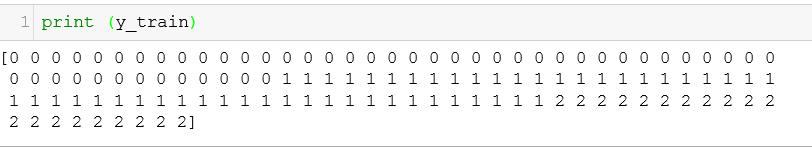 1 print (y_train)
[0 0 0 0 0 0 0 0 0 0 0 0 0 0 0 0 0 0 0 0 0 0 0 0 0 0 0 0 0 0 0 0 0 0 0 0 0
0 0 0 0 0 0 0 0 0 0 0 0 0 1 1 1 1 1 1 1 1 1 1 1 1 1 1 1 1 1 1 1 1 1 1 1 1
1 1 1 1 1 1 1 1 1 1 1 1 1 1 1 1 1 1 1 1 1 1 1 1 1 1 2 2 2 2 2 2 2 2 2 2 2
2 2 2 2 2 2 2 2 2]